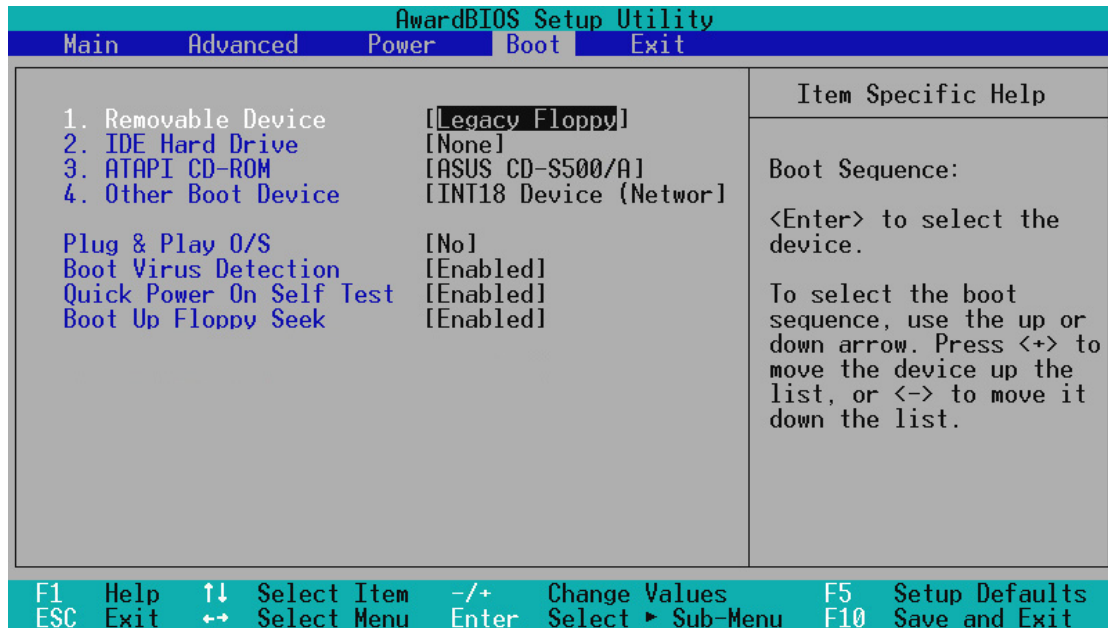 AwardBIOS Setup Utility
Main Advanced Power Boot Exit
Item Specific Help
1. Removable Device [Legacy Floppy]
2. IDE Hard Drive [None]
3. ATAPI CD-ROM [ASUS CD-S500/A]
4. Other Boot Device [INT18 Device (Networ]
Plug & Play O/S [No]
Boot Virus Detection [Enabled]
Quick Power On Self Test [Enabled]
Boot Up Floppy Seek [Enabled]
Boot Sequence:
<Enter> to select the
device.
To select the boot
sequence, use the up or
down arrow. Press <+> to
move the device up the
list, or <-> to move it
down the list.
F1 Help ↑↓ Select Item -/+ Change Values F5 Setup Defaults
ESC Exit ←→ Select Menu Enter Select ► Sub-Menu F10 Save and Exit